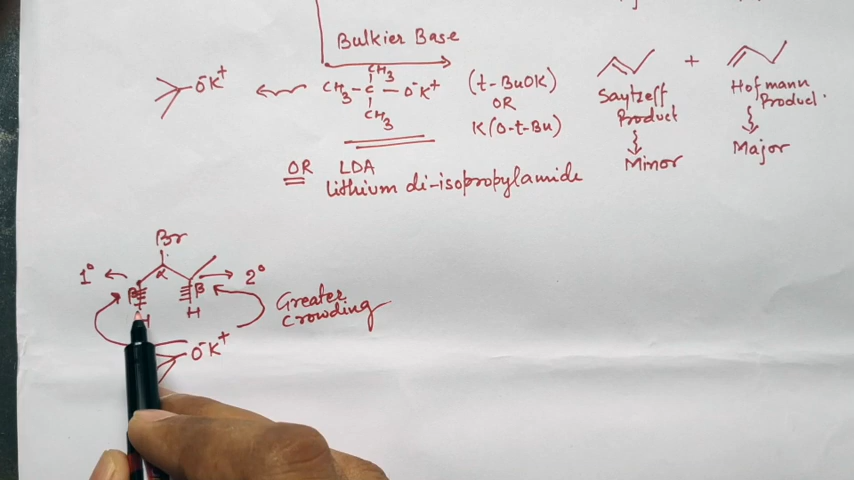 Bulkier Base
CH3
CH3-C-O-K+
CH3
O-K+
(t-BuOK)
OR
K(O-t-Bu)
+
Saytzeff
Product
Minor
Hofmann
Product.
Major
OR LDA
lithium di-isopropylamide
Br
1° α 2°
β β
H H
Greater
Crowding
O-K+